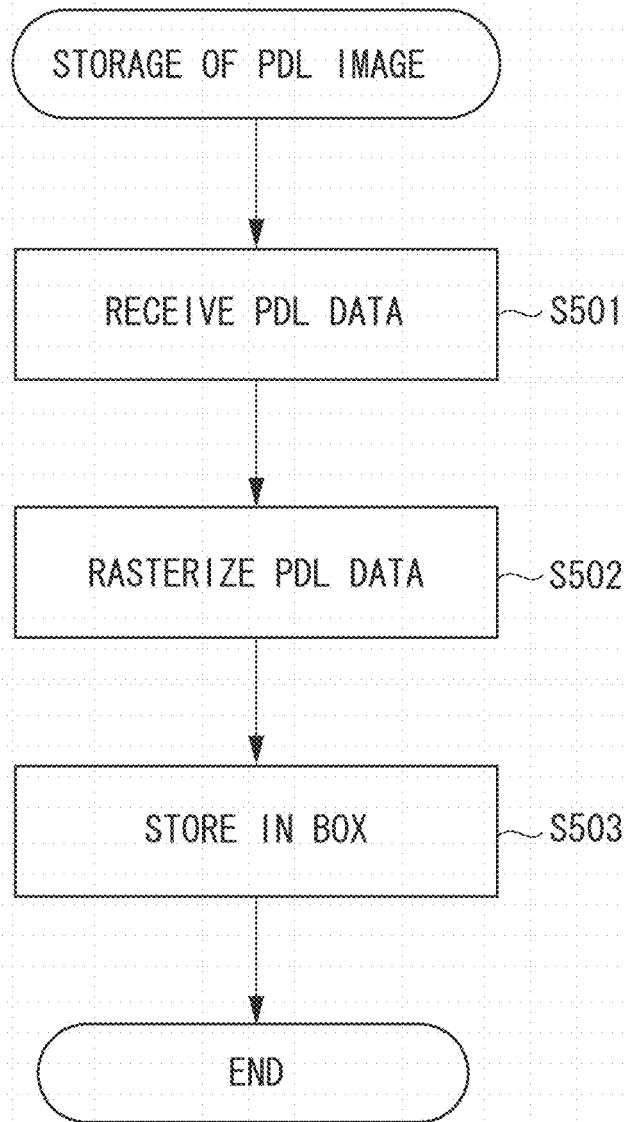 STORAGE OF PDL IMAGE
RECEIVE PDL DATA
S501
RASTERIZE PDL DATA
S502
STORE IN BOX
S503
END